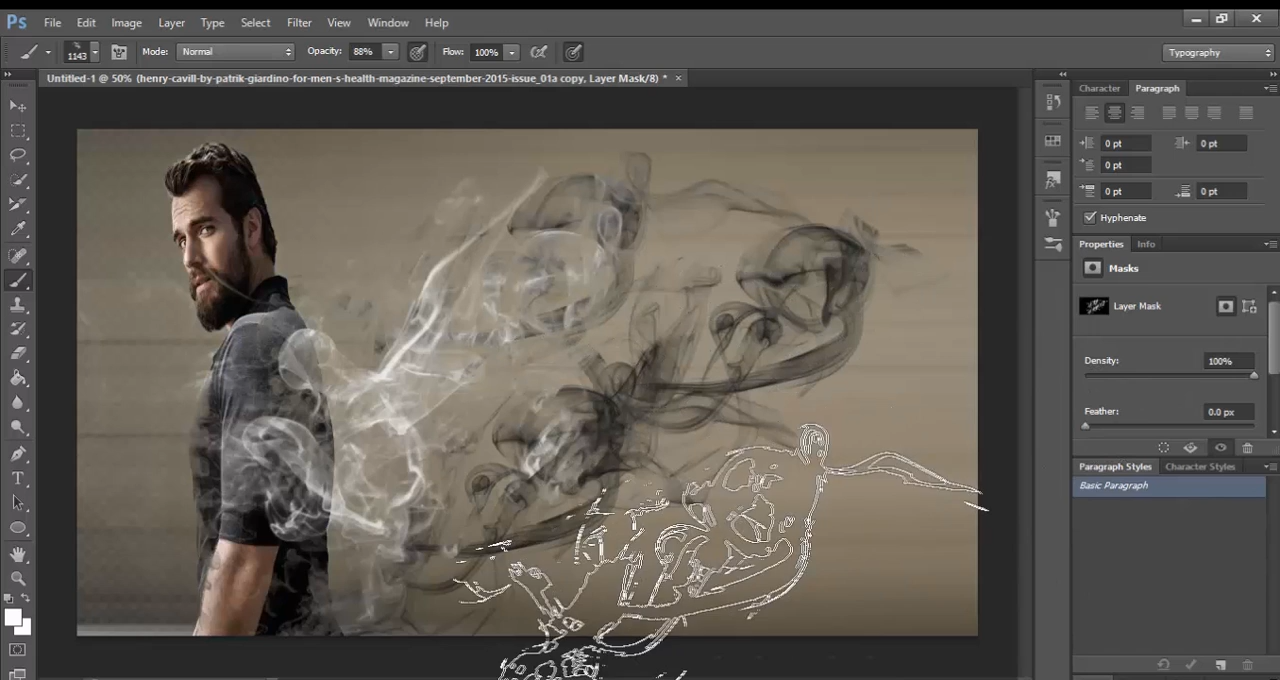 Ps File Edit Image Layer Type Select Filter View Window Help
1143 Mode: Normal Opacity: 88% Flow: 100% Typography
Untitled-1 @ 50% (henry-cavill-by-patrik-giardino-for-men-s-health-magazine-september-2015-issue_01a copy, Layer Mask/8) * ×
Character Paragraph
0 pt 0 pt
0 pt
0 pt 0 pt
Hyphenate
Properties Info
Masks
Layer Mask
Density: 100%
Feather: 0.0 px
Paragraph Styles Character Styles
Basic Paragraph
T